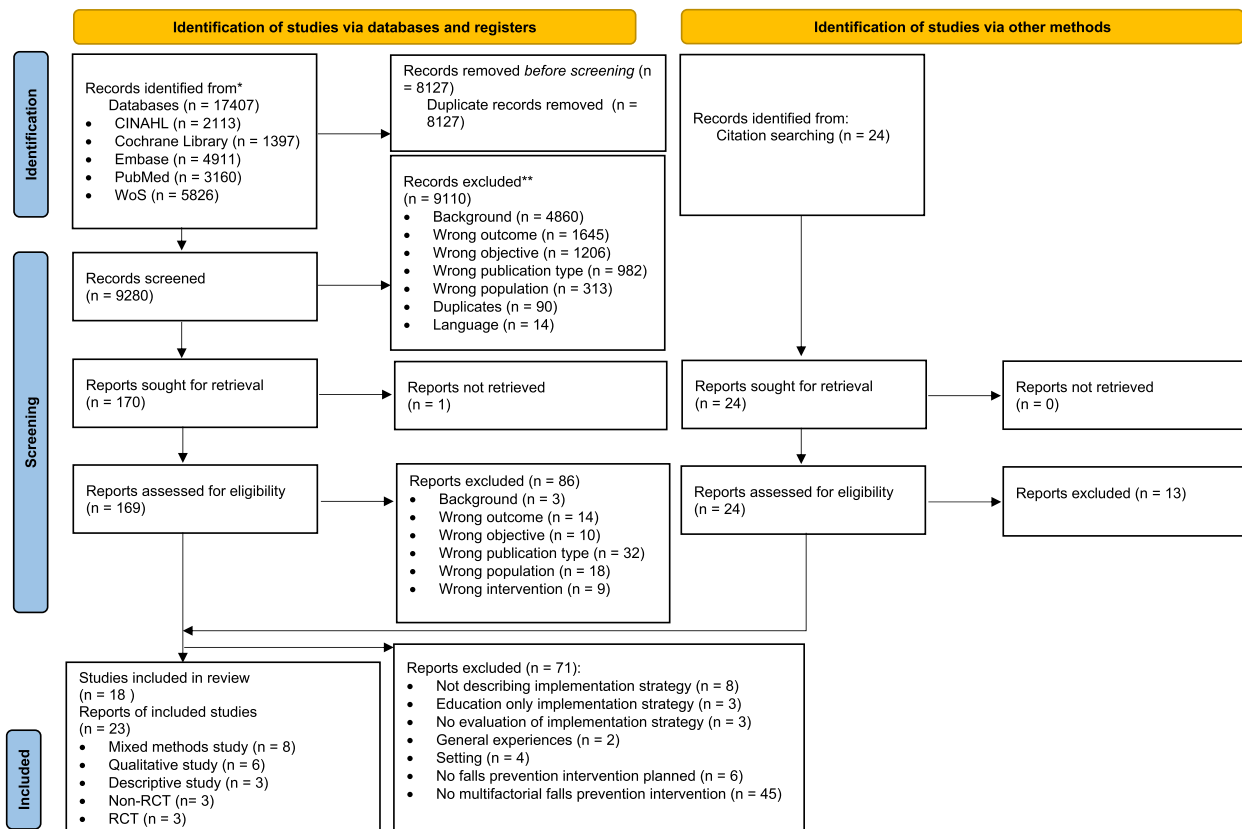 Identification of studies via databases and registers
Identification of studies via other methods
Identification
Records identified from*
Databases (n = 17407)
• CINAHL (n = 2113)
• Cochrane Library (n = 1397)
• Embase (n = 4911)
• PubMed (n = 3160)
• WoS (n = 5826)
Records removed before screening (n
= 8127)
Duplicate records removed (n =
8127)
Records identified from:
Citation searching (n = 24)
Screening
Records screened
(n = 9280)
Records excluded**
(n = 9110)
• Background (n = 4860)
• Wrong outcome (n = 1645)
• Wrong objective (n = 1206)
• Wrong publication type (n = 982)
• Wrong population (n = 313)
• Duplicates (n = 90)
• Language (n = 14)
Reports sought for retrieval
(n = 170)
Reports not retrieved
(n = 1)
Reports sought for retrieval
(n = 24)
Reports not retrieved
(n = 0)
Reports assessed for eligibility
(n = 169)
Reports excluded (n = 86)
• Background (n = 3)
• Wrong outcome (n = 14)
• Wrong objective (n = 10)
• Wrong publication type (n = 32)
• Wrong population (n = 18)
• Wrong intervention (n = 9)
Reports assessed for eligibility
(n = 24)
Reports excluded (n = 13)
Included
Studies included in review
(n = 18 )
Reports of included studies
(n = 23)
• Mixed methods study (n = 8)
• Qualitative study (n = 6)
• Descriptive study (n = 3)
• Non-RCT (n= 3)
• RCT (n = 3)
Reports excluded (n = 71):
• Not describing implementation strategy (n = 8)
• Education only implementation strategy (n = 3)
• No evaluation of implementation strategy (n = 3)
• General experiences (n = 2)
• Setting (n = 4)
• No falls prevention intervention planned (n = 6)
• No multifactorial falls prevention intervention (n = 45)